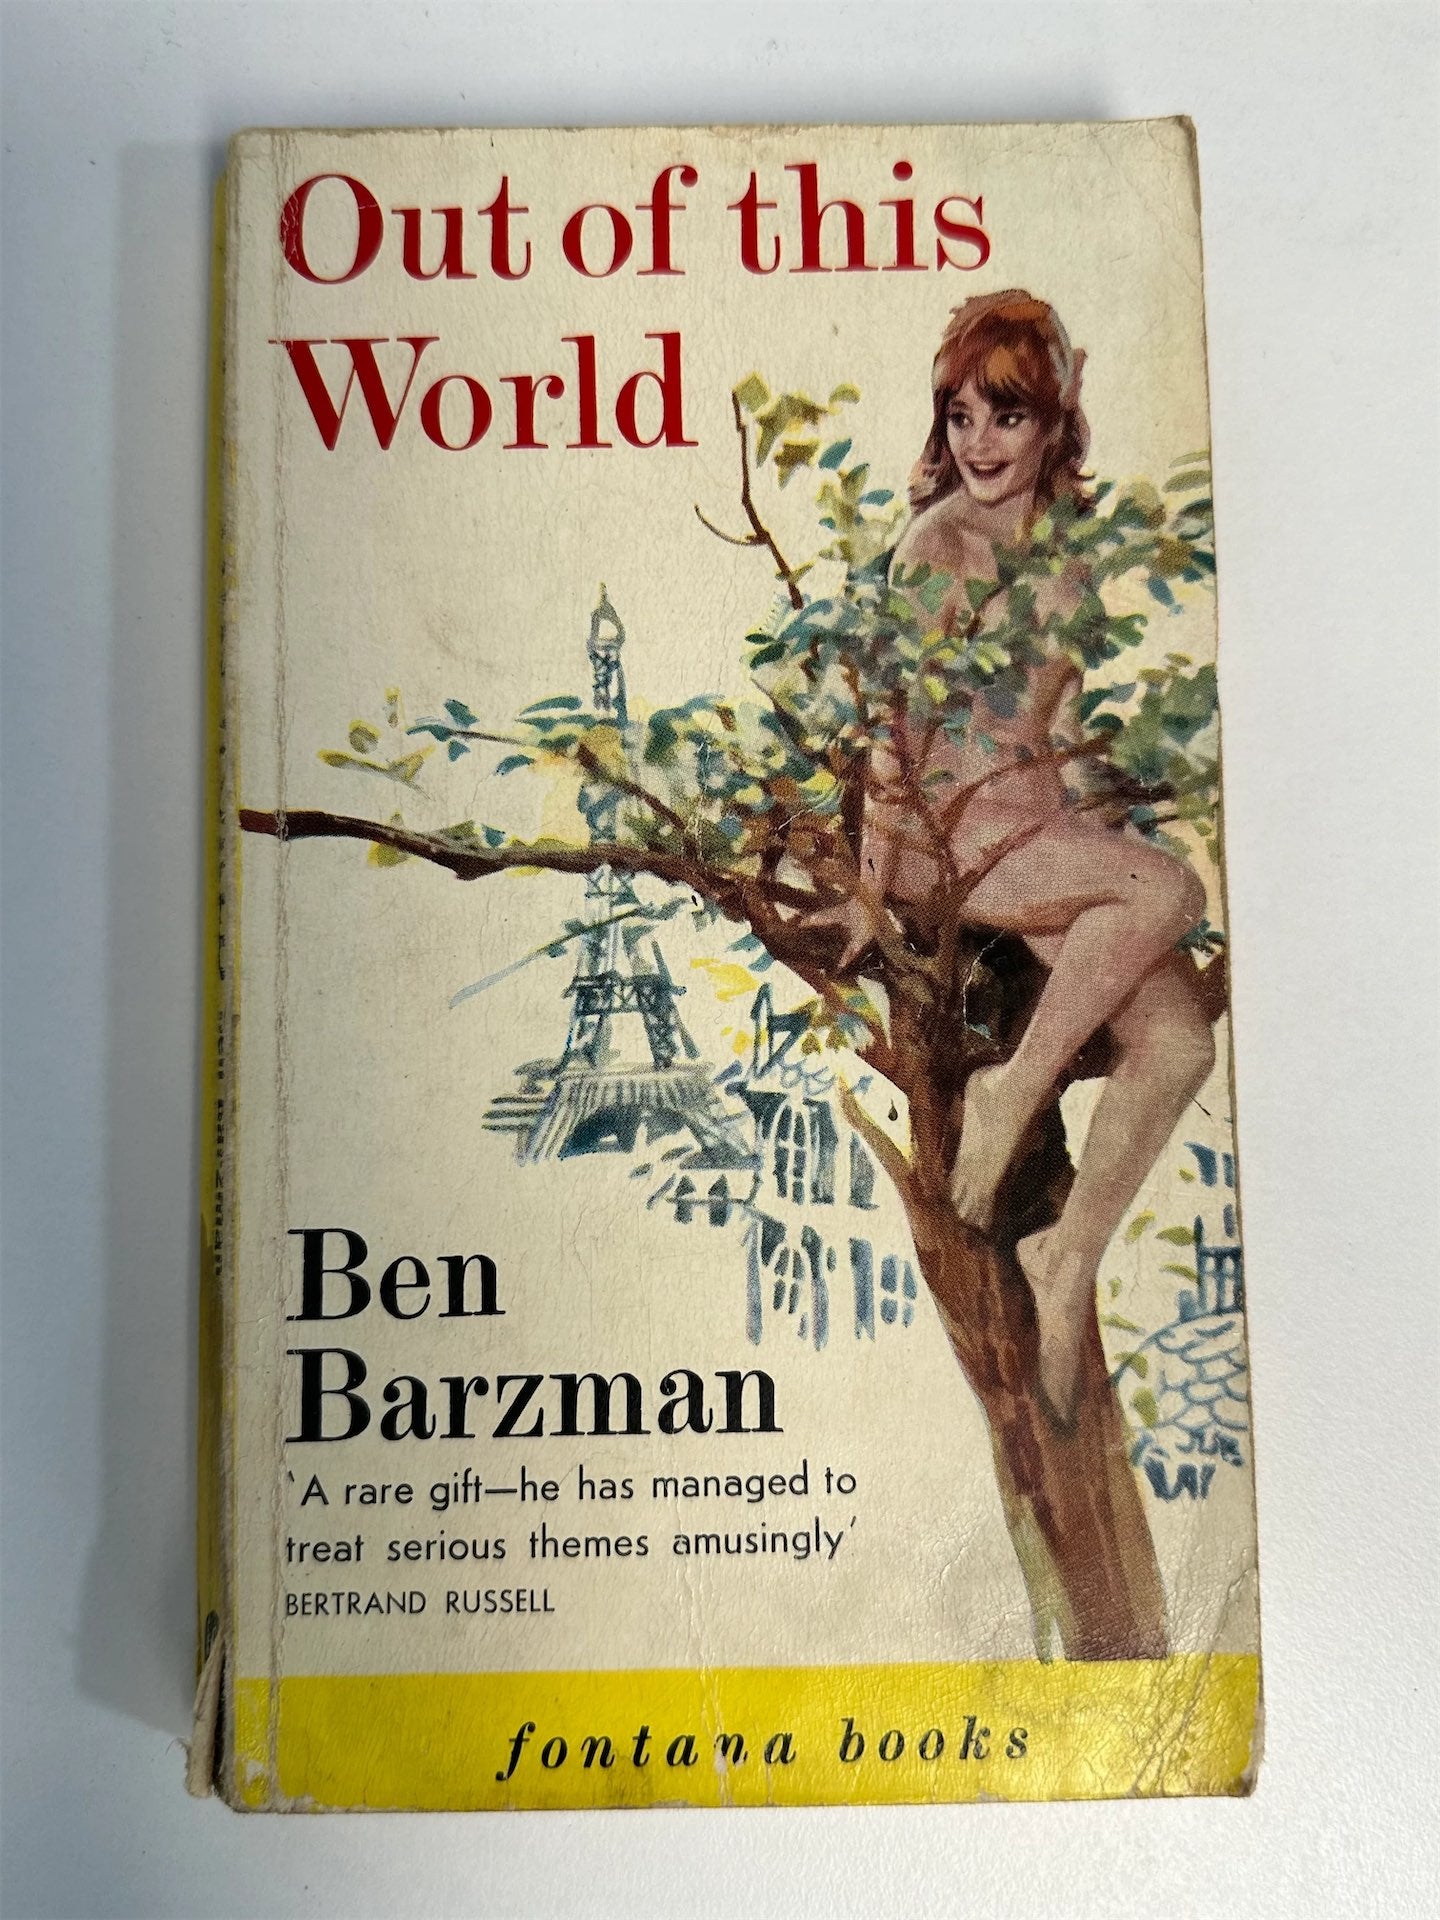 Out of this
World
Ben
Barzman
'A rare gift—he has managed to
treat serious themes amusingly'
BERTRAND RUSSELL
fontana books